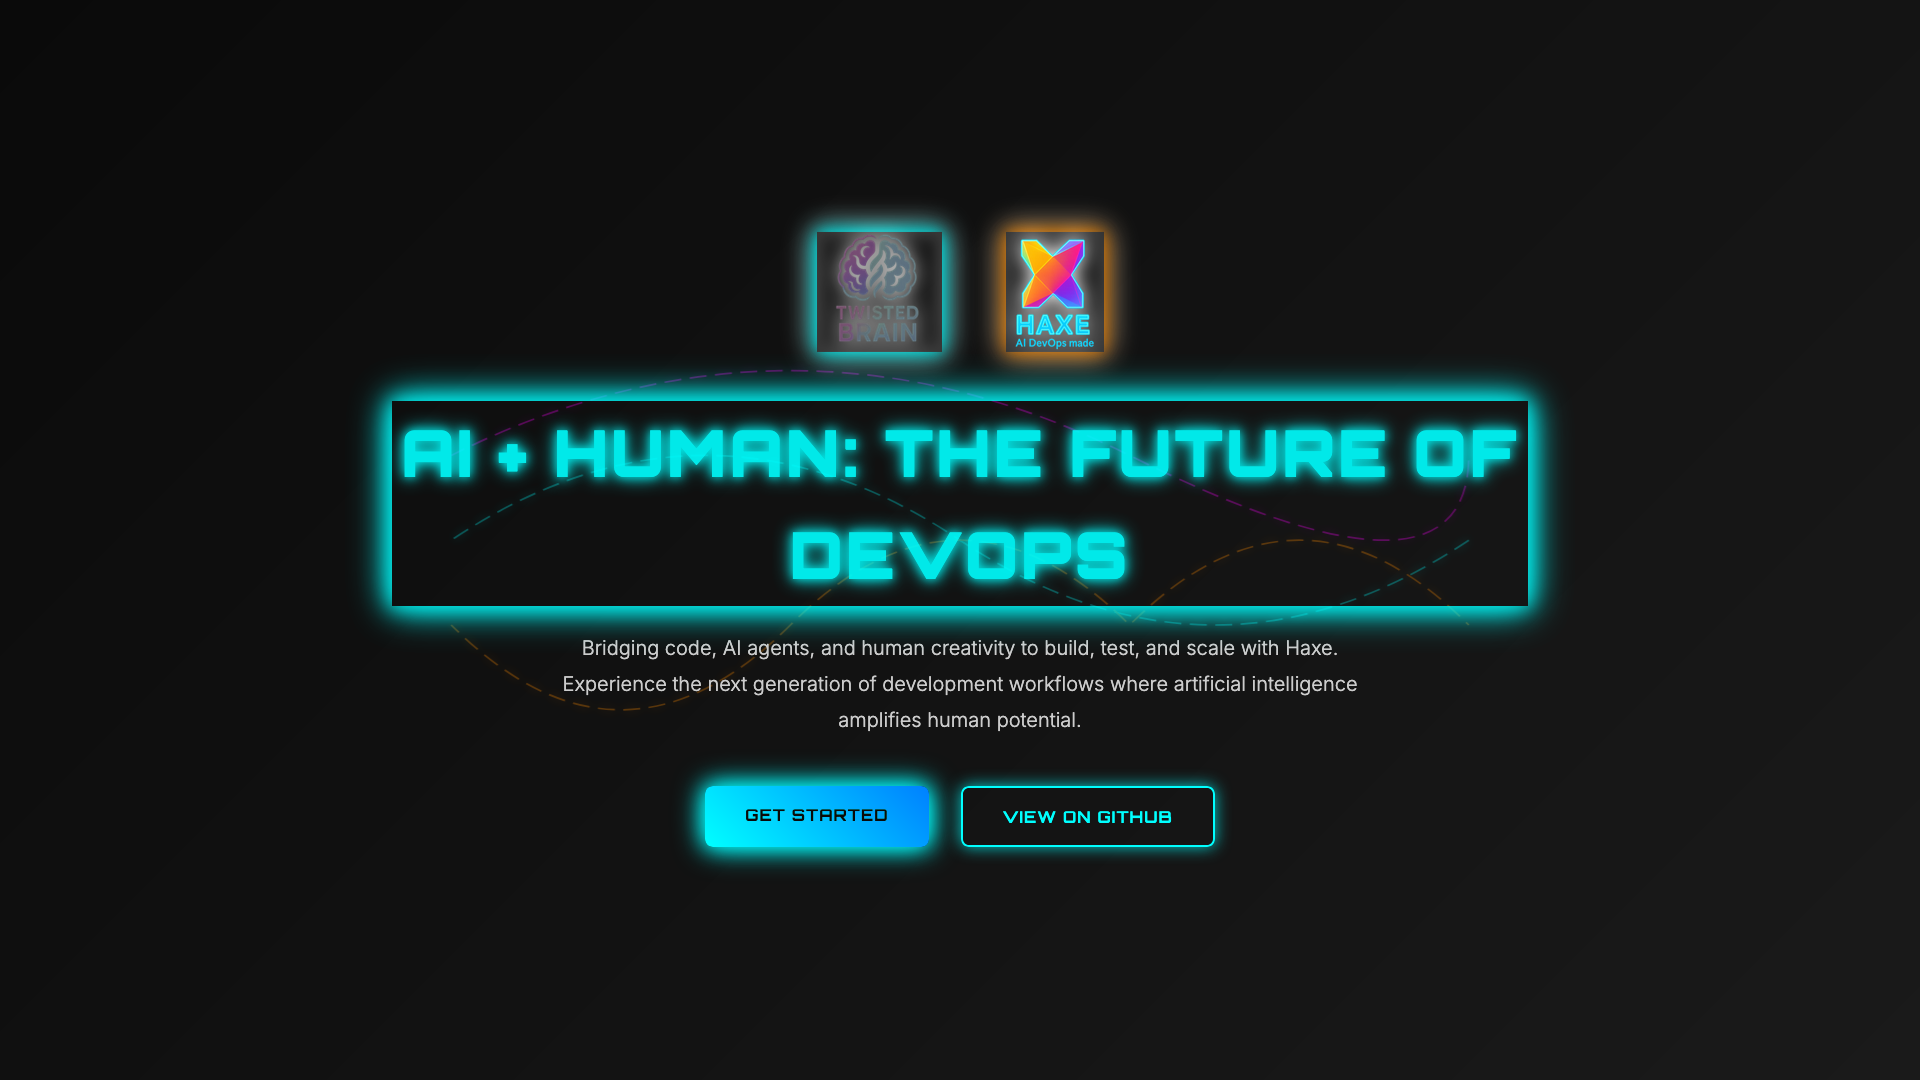 TWISTED
BRAIN
HAXE
AI DevOps made
AI + HUMAN: THE FUTURE OF
DEVOPS
Bridging code, AI agents, and human creativity to build, test, and scale with Haxe.
Experience the next generation of development workflows where artificial intelligence
amplifies human potential.
GET STARTED
VIEW ON GITHUB